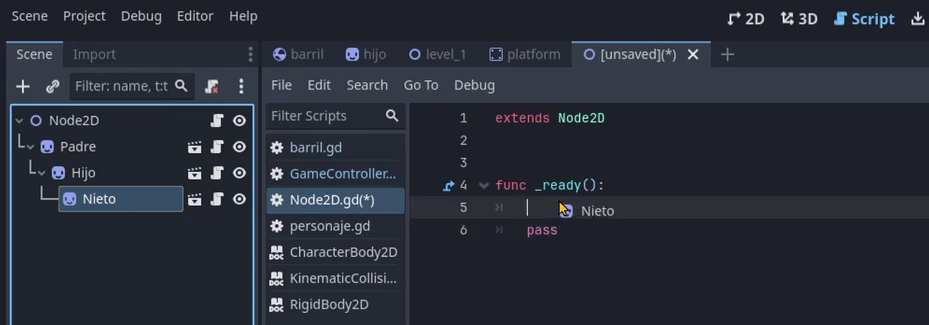 Scene Project Debug Editor Help 2D 3D Script
Scene Import barril hijo level_1 platform [unsaved](*)
Filter: name, t:t File Edit Search Go To Debug
Node2D
Padre
Hijo
Nieto
Filter Scripts
barril.gd
GameController...
Node2D.gd(*)
personaje.gd
CharacterBody2D
KinematicCollisi...
RigidBody2D
1 extends Node2D
2
3
4 func _ready():
5 Nieto
6 pass